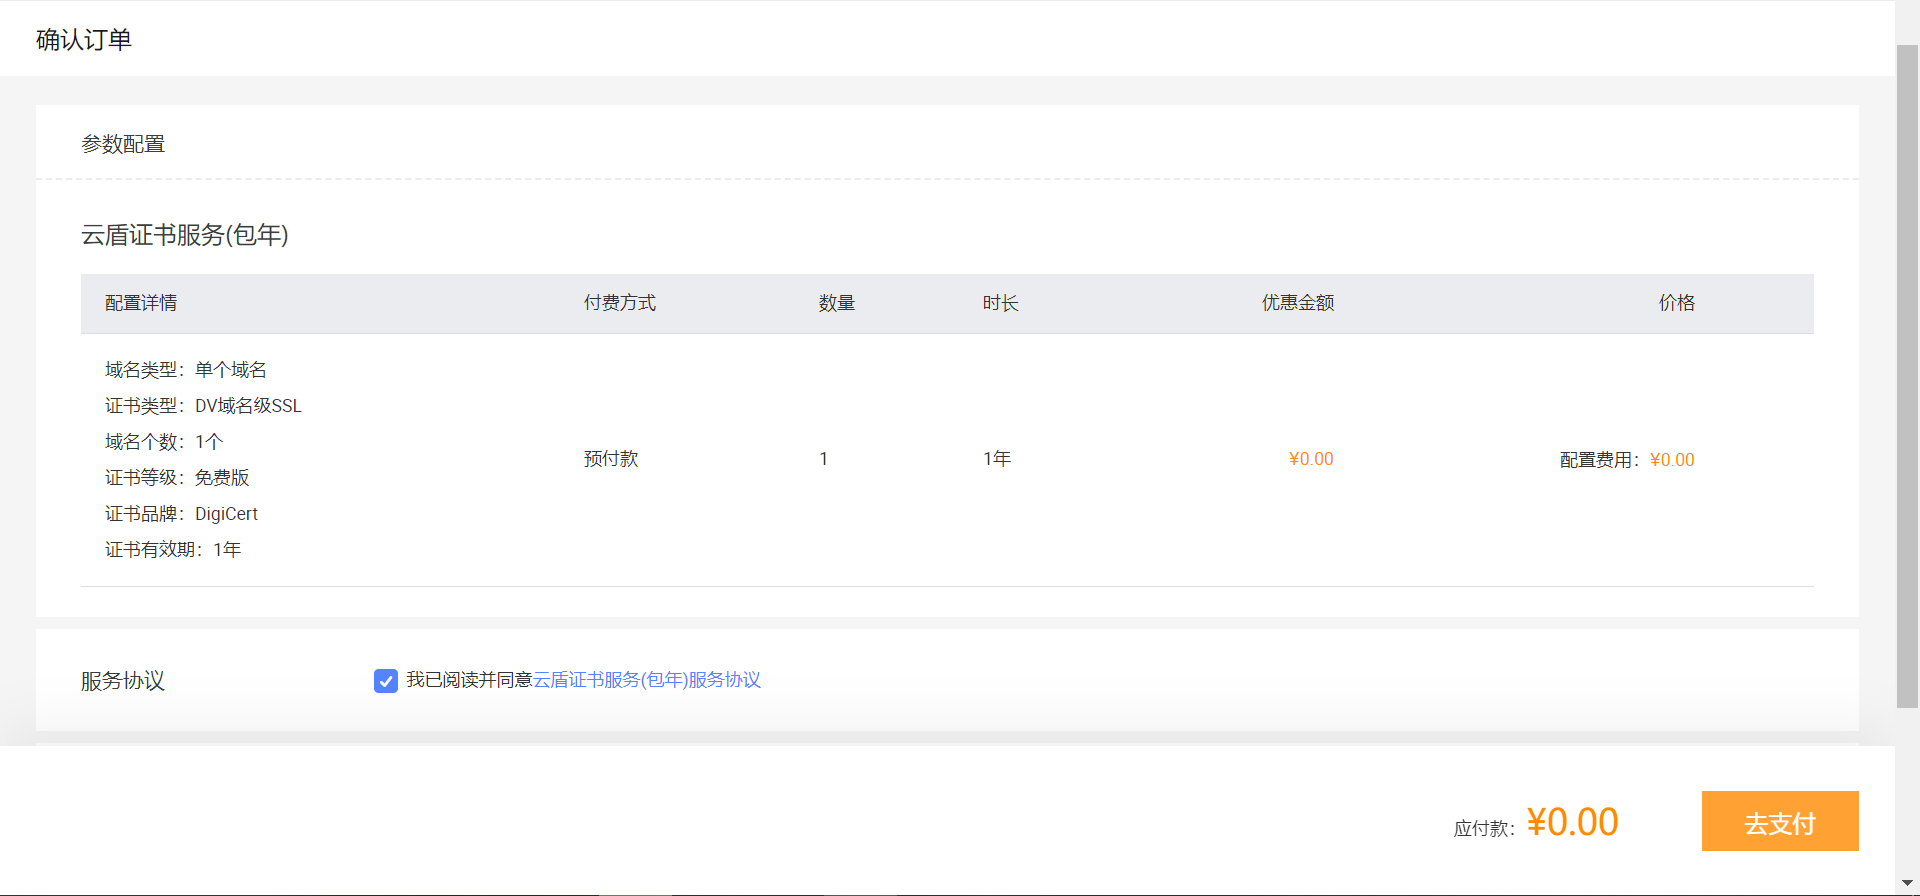 确认订单
参数配置
云盾证书服务(包年)
配置详情 付费方式 数量 时长 优惠金额 价格
域名类型：单个域名
证书类型：DV域名级SSL
域名个数：1个
证书等级：免费版
证书品牌：DigiCert
证书有效期：1年
预付款 1 1年 ¥0.00 配置费用：¥0.00
服务协议 我已阅读并同意云盾证书服务(包年)服务协议
应付款：¥0.00 去支付